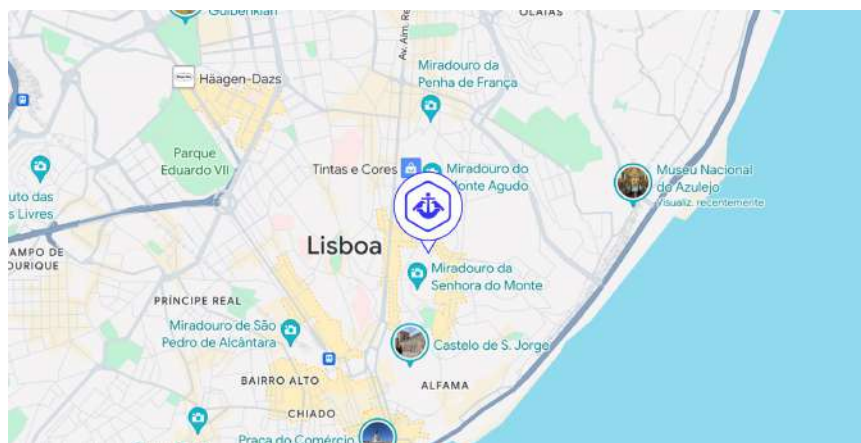 Gulbenkian
OLAIAS
Av. Alm. Re
Miradouro da
Penha de França
Häagen-Dazs
Parque
Eduardo VII
Tintas e Cores
Miradouro do
Monte Agudo
Museu Nacional
do Azulejo
Visualiz. recentemente
uto das
s Livres
AMPO DE
OURIQUE
Lisboa
Miradouro da
Senhora do Monte
PRÍNCIPE REAL
Miradouro de São
Pedro de Alcântara
Castelo de S. Jorge
BAIRRO ALTO
ALFAMA
CHIADO
Praça do Comércio